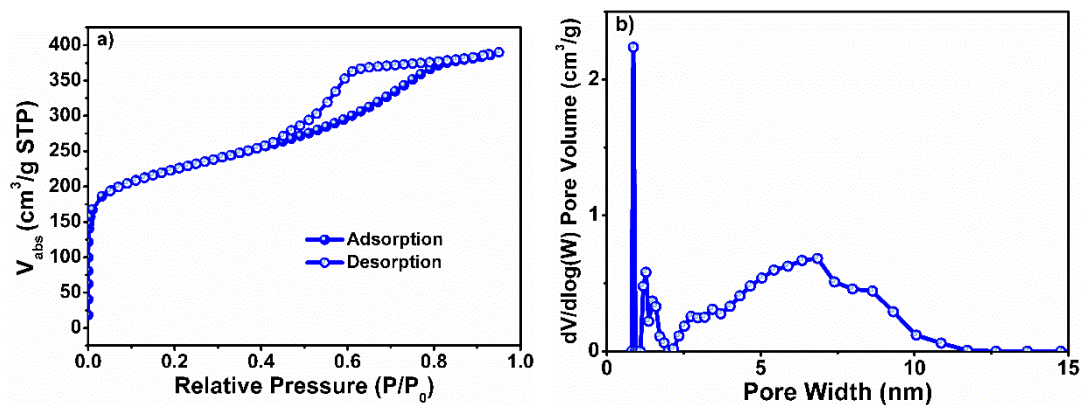 a)
400
350
300
250
200
150
100
50
0
V_abs (cm³/g STP)
Adsorption
Desorption
0.0 0.2 0.4 0.6 0.8 1.0
Relative Pressure (P/P₀)
b)
2
1
0
dV/dlog(W) Pore Volume (cm³/g)
0 5 10 15
Pore Width (nm)